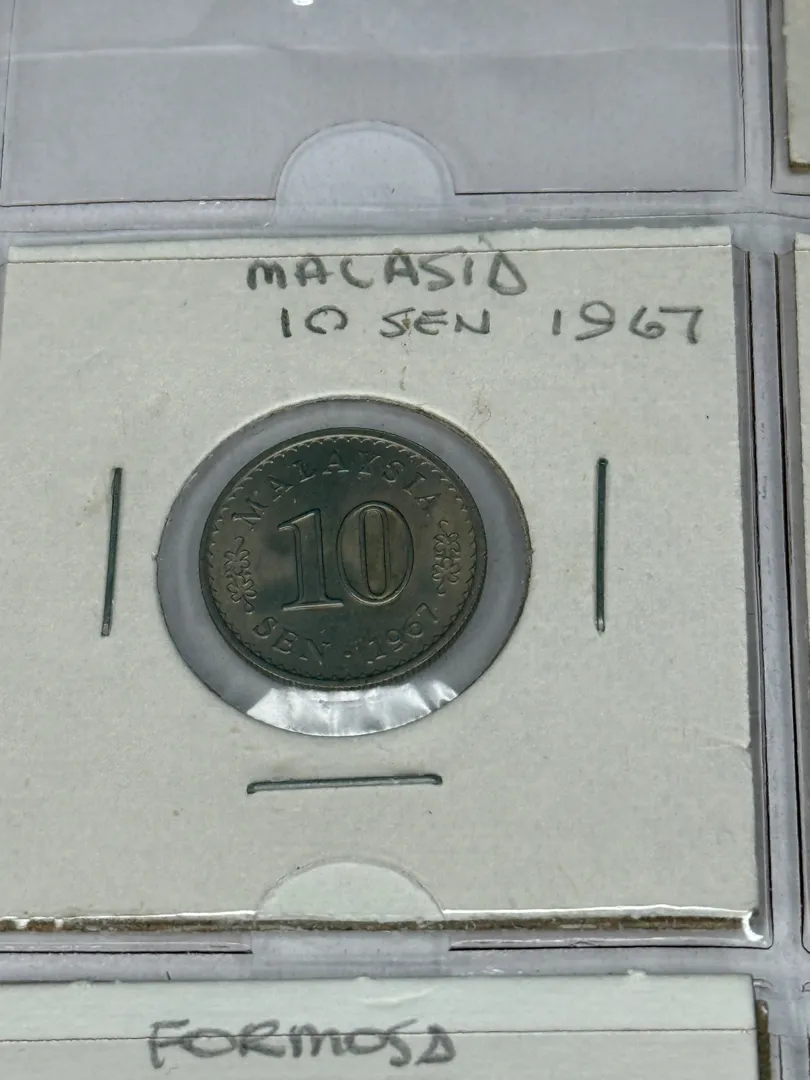 MALASIA
10 SEN 1967
MALAYSIA
10
SEN 1967
FORMOSA